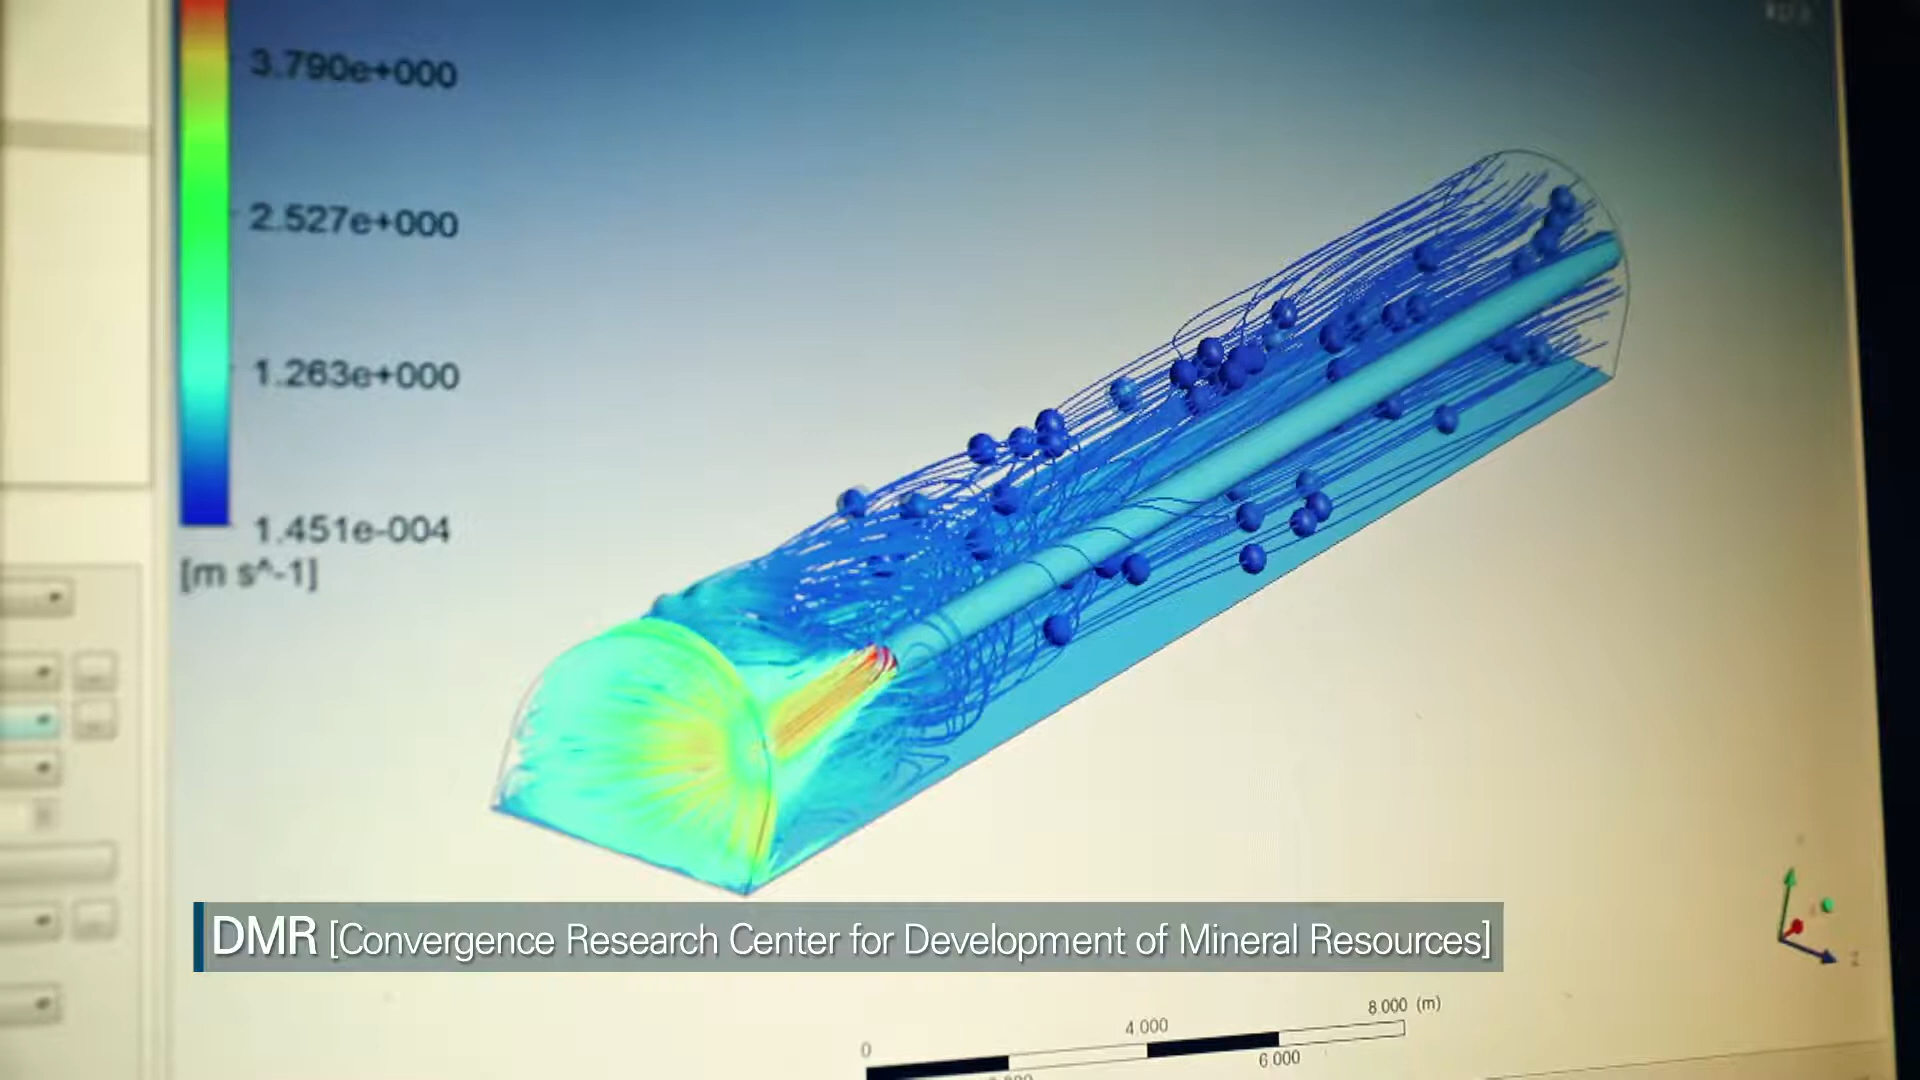 3.790e+000
2.527e+000
1.263e+000
1.451e-004
[m s^-1]
DMR [Convergence Research Center for Development of Mineral Resources]
8.000 (m)
4.000
0
6.000
Z